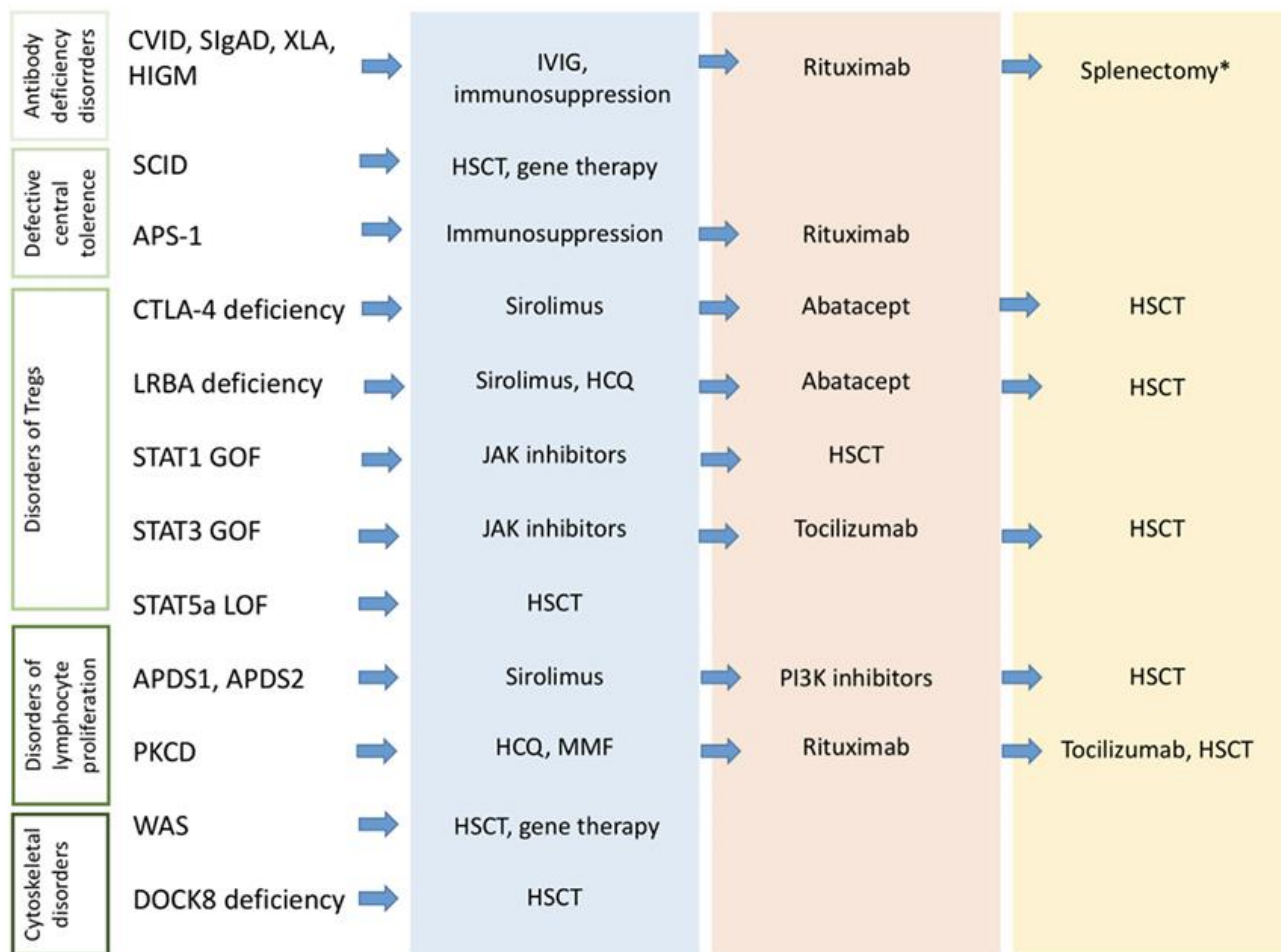 Antibody
deficiency
disorrders
CVID, SIgAD, XLA,
HIGM
IVIG,
immunosuppression
Rituximab
Splenectomy*
Defective
central
tolerence
SCID
HSCT, gene therapy
APS-1
Immunosuppression
Rituximab
Disorders of Tregs
CTLA-4 deficiency
Sirolimus
Abatacept
HSCT
LRBA deficiency
Sirolimus, HCQ
Abatacept
HSCT
STAT1 GOF
JAK inhibitors
HSCT
STAT3 GOF
JAK inhibitors
Tocilizumab
HSCT
STAT5a LOF
HSCT
Disorders of
lymphocyte
proliferation
APDS1, APDS2
Sirolimus
PI3K inhibitors
HSCT
PKCD
HCQ, MMF
Rituximab
Tocilizumab, HSCT
Cytoskeletal
disorders
WAS
HSCT, gene therapy
DOCK8 deficiency
HSCT